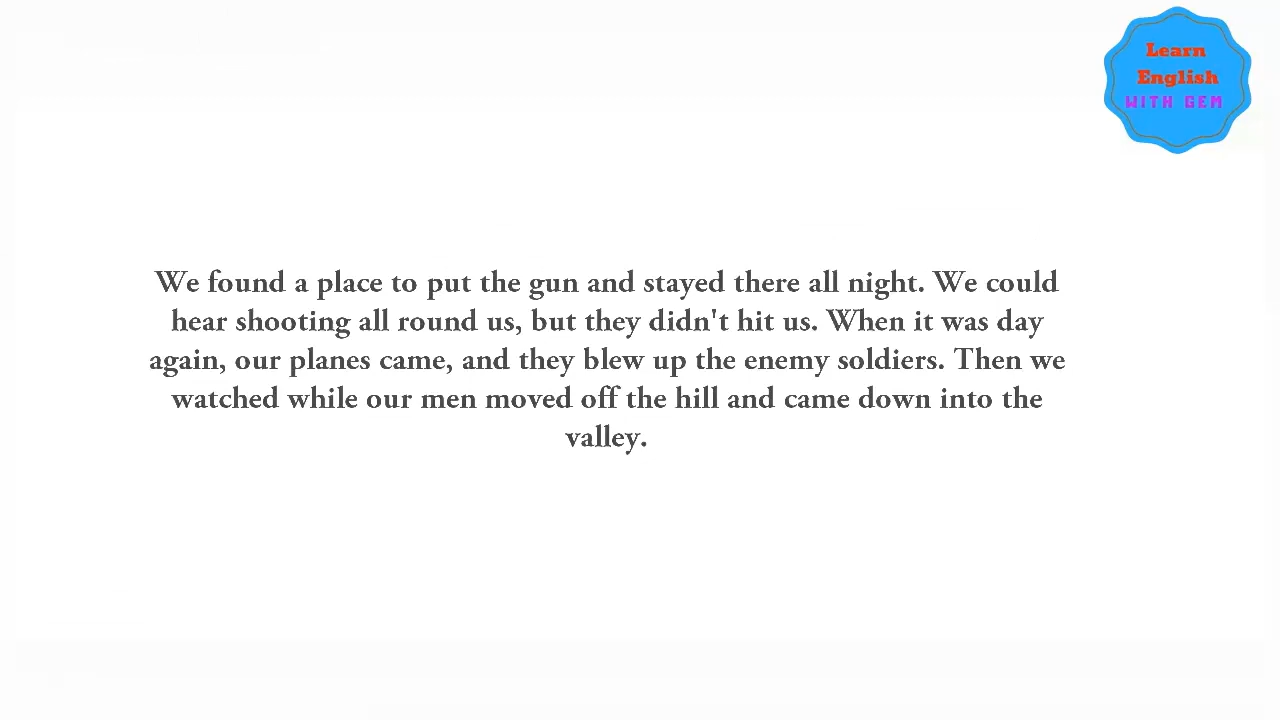 Learn
English
WITH GEM
We found a place to put the gun and stayed there all night. We could
hear shooting all round us, but they didn't hit us. When it was day
again, our planes came, and they blew up the enemy soldiers. Then we
watched while our men moved off the hill and came down into the
valley.